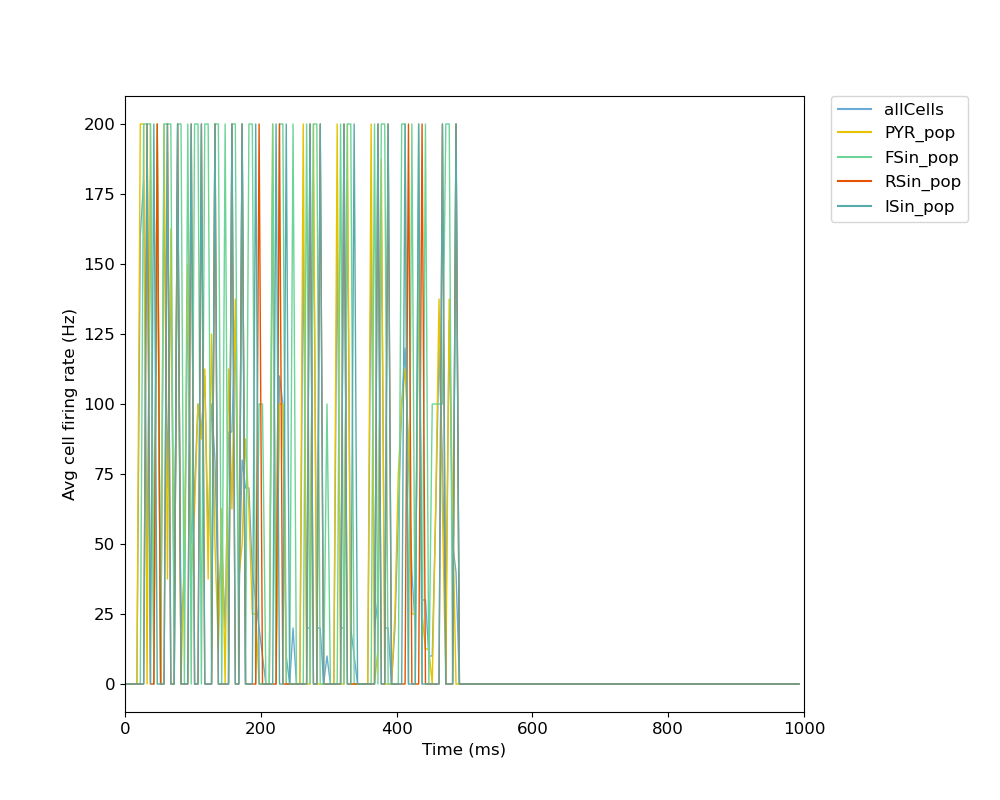 allCells
PYR_pop
FSin_pop
RSin_pop
ISin_pop
200
175
150
125
100
75
50
25
0
Avg cell firing rate (Hz)
0
200
400
600
800
1000
Time (ms)